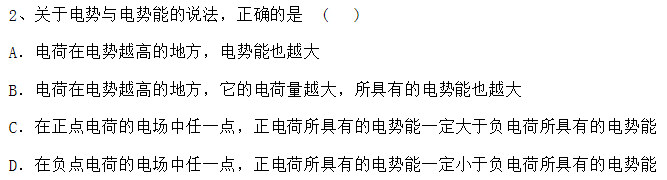 2、关于电势与电势能的说法，正确的是 （ ）
A．电荷在电势越高的地方，电势能也越大
B．电荷在电势越高的地方，它的电荷量越大，所具有的电势能也越大
C．在正点电荷的电场中任一点，正电荷所具有的电势能一定大于负电荷所具有的电势能
D．在负点电荷的电场中任一点，正电荷所具有的电势能一定小于负电荷所具有的电势能